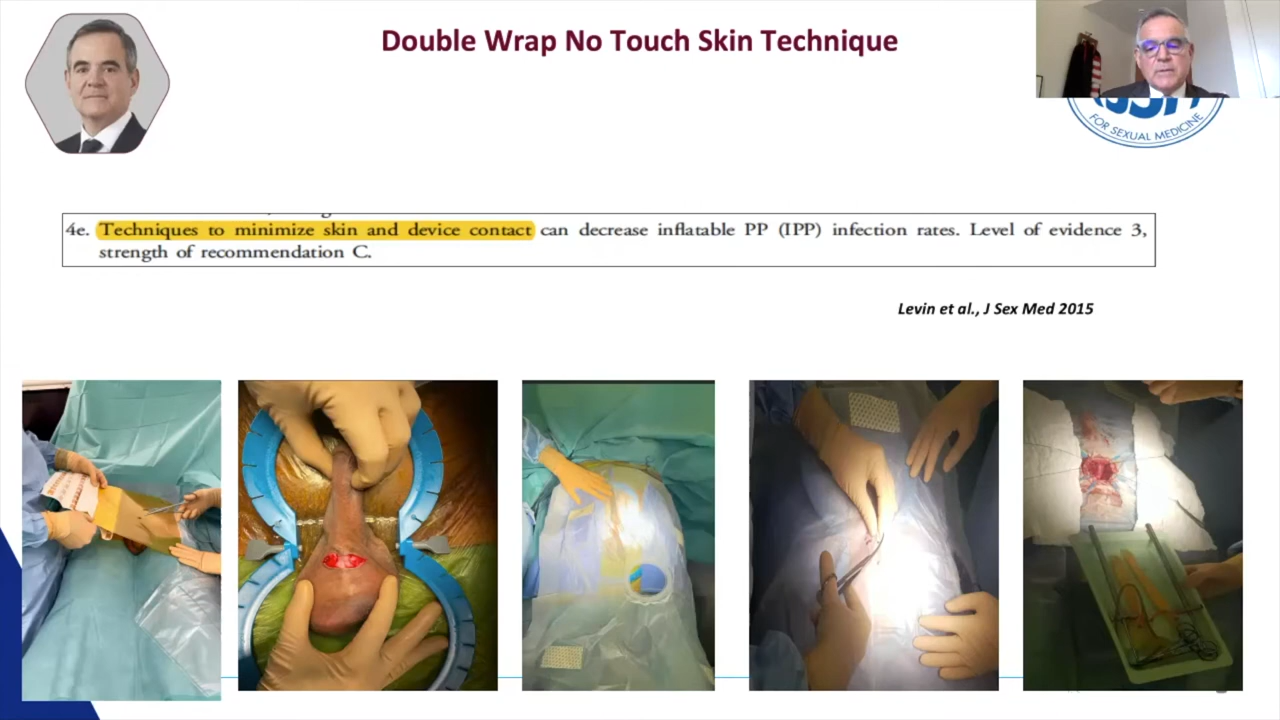 Double Wrap No Touch Skin Technique
FOR SEXUAL MEDICINE
4e. Techniques to minimize skin and device contact can decrease inflatable PP (IPP) infection rates. Level of evidence 3,
strength of recommendation C.
Levin et al., J Sex Med 2015